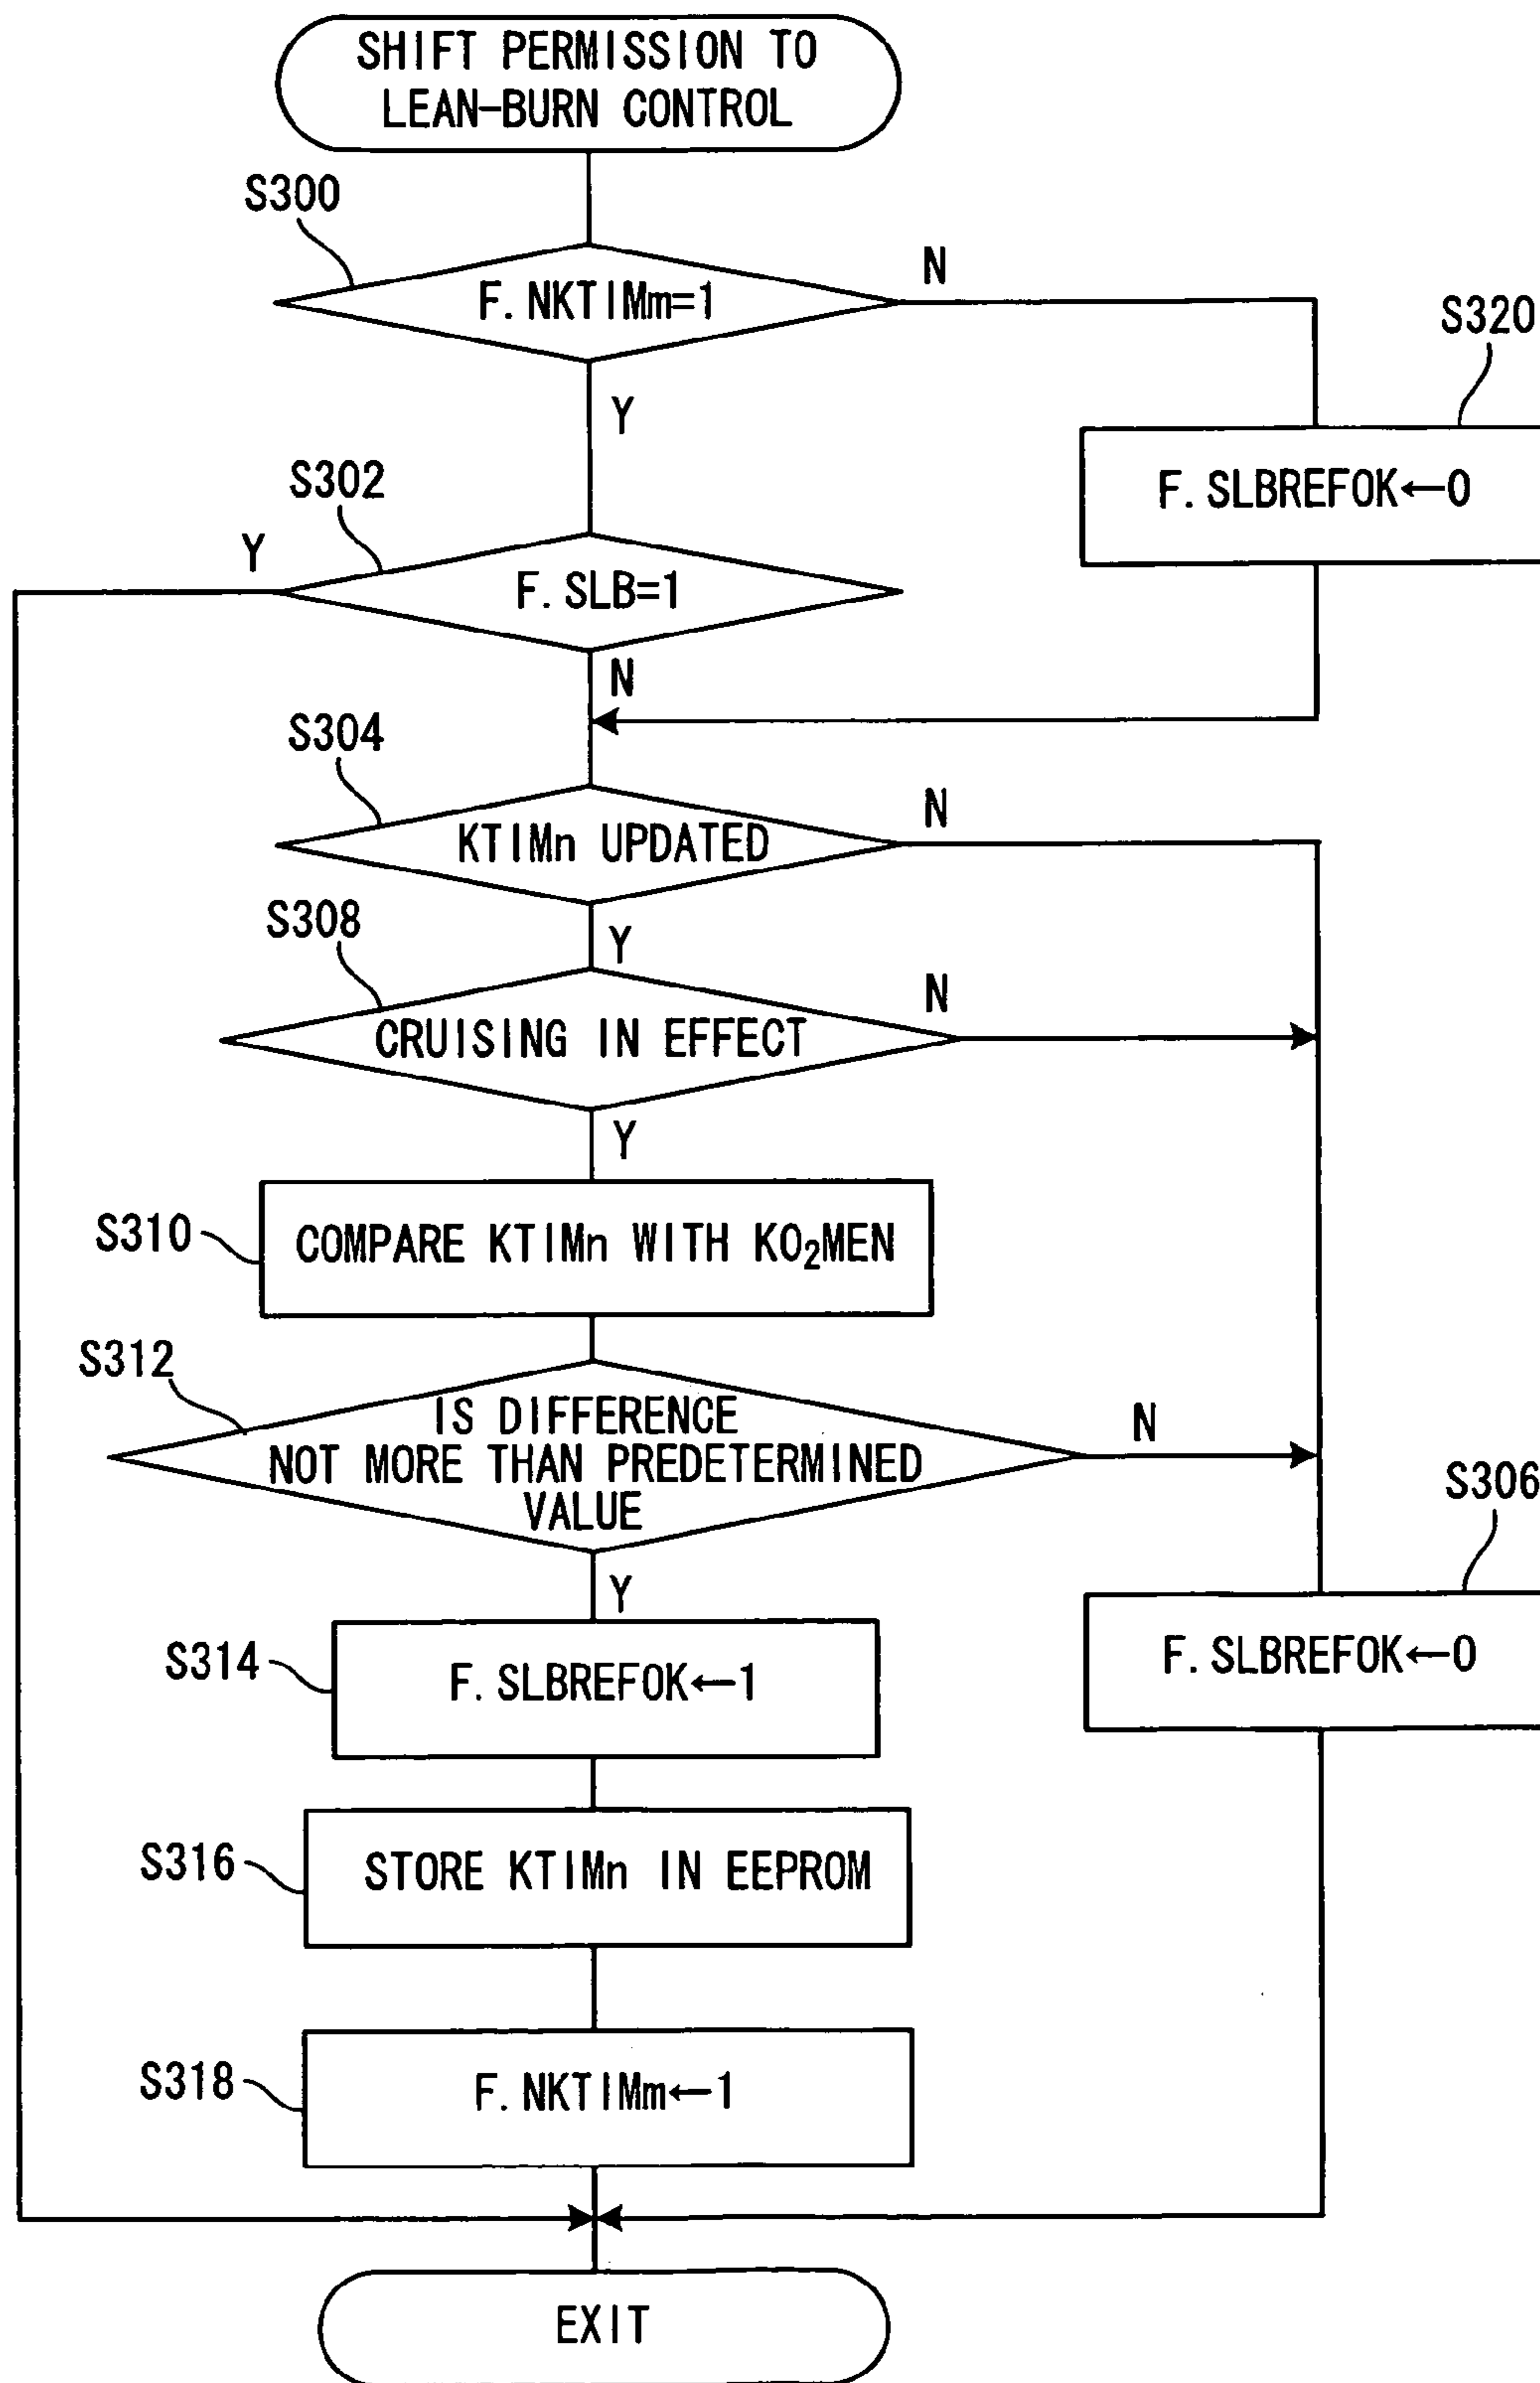 SHIFT PERMISSION TO
LEAN-BURN CONTROL
S300
F. NKTIMm=1
N
S320
Y
F. SLBREFOK←0
S302
Y
F. SLB=1
N
S304
KTIMn UPDATED
N
S308
Y
CRUISING IN EFFECT
N
Y
S310
COMPARE KTIMn WITH KO₂MEN
S312
IS DIFFERENCE
NOT MORE THAN PREDETERMINED
VALUE
N
S306
Y
S314
F. SLBREFOK←1
F. SLBREFOK←0
S316
STORE KTIMn IN EEPROM
S318
F. NKTIMm←1
EXIT